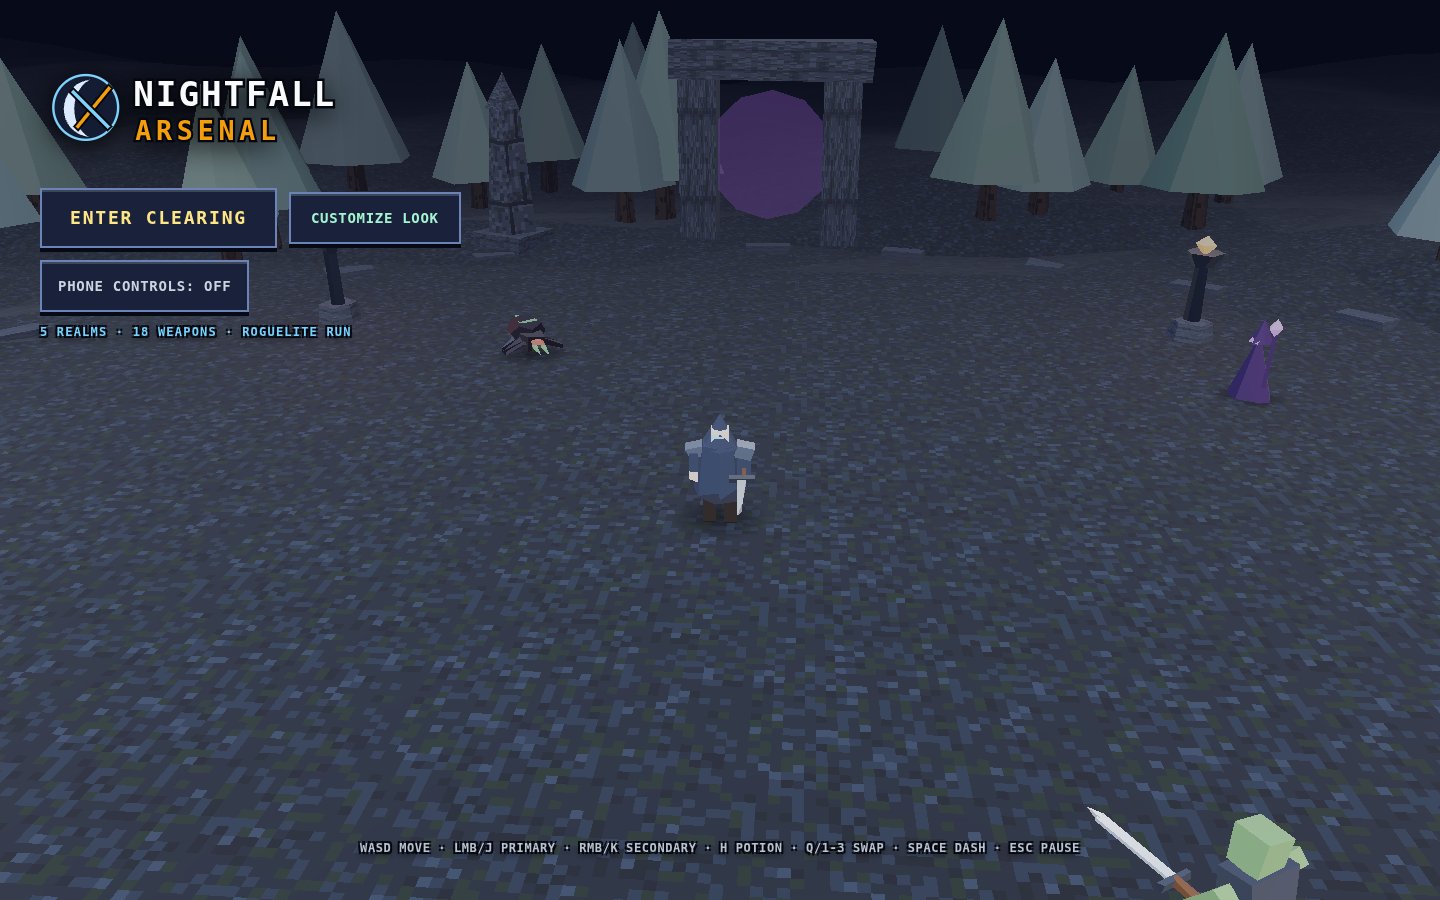 NIGHTFALL
ARSENAL
ENTER CLEARING
CUSTOMIZE LOOK
PHONE CONTROLS: OFF
5 REALMS · 18 WEAPONS · ROGUELITE RUN
WASD MOVE · LMB/J PRIMARY · RMB/K SECONDARY · H POTION · Q/1-3 SWAP · SPACE DASH · ESC PAUSE